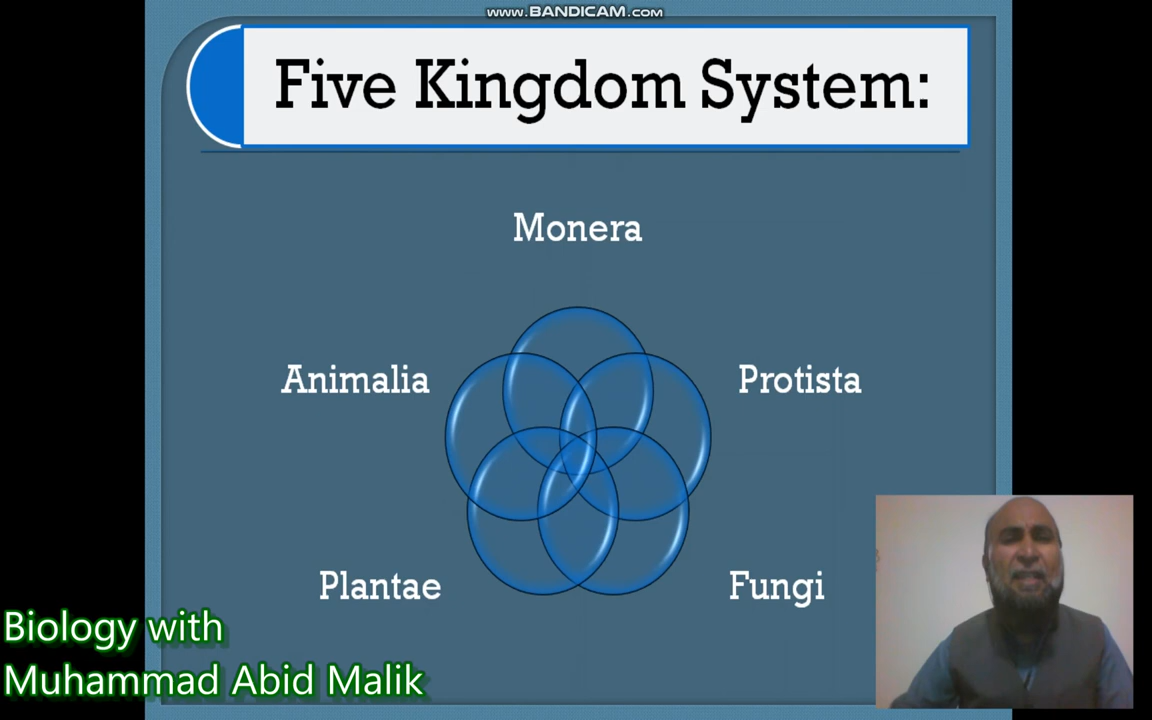 www.BANDICAM.com
Five Kingdom System:
Monera
Animalia
Protista
Plantae
Fungi
Biology with
Muhammad Abid Malik